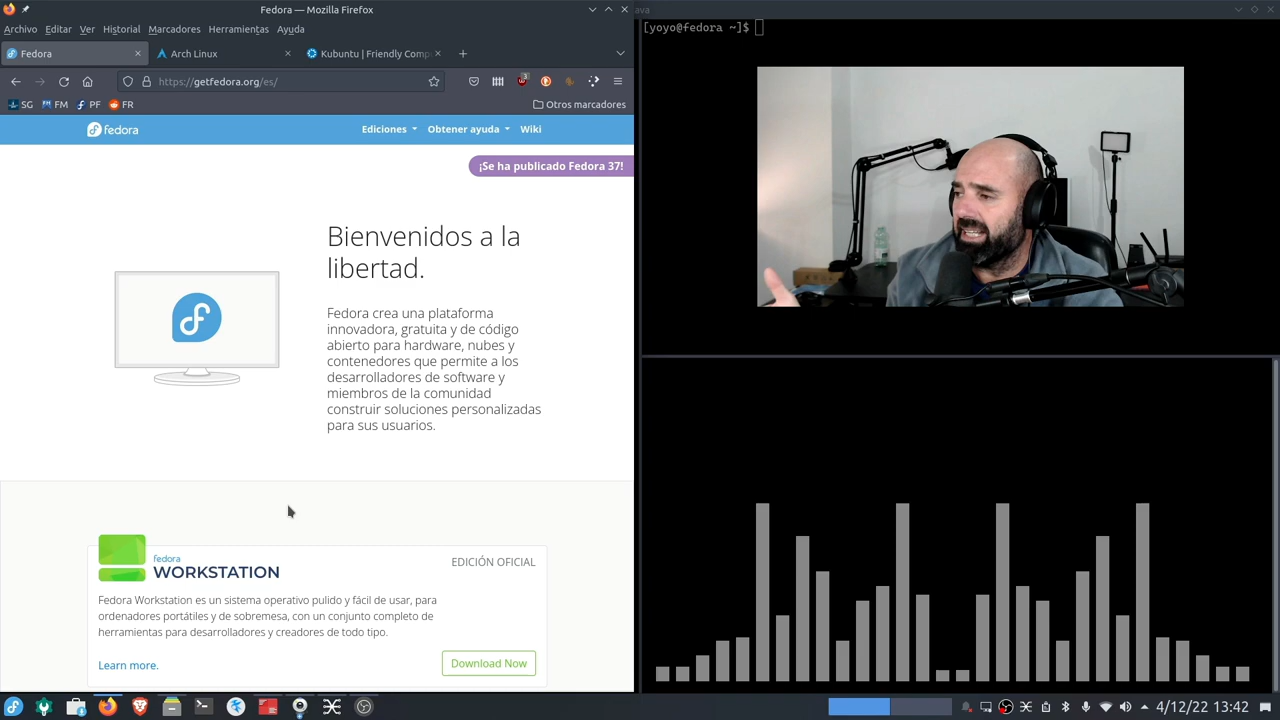 Fedora — Mozilla Firefox
Archivo Editar Ver Historial Marcadores Herramientas Ayuda
Fedora
Arch Linux
Kubuntu | Friendly Comp
https://getfedora.org/es/
3
SG FM PF FR
Otros marcadores
fedora
Ediciones Obtener ayuda Wiki
¡Se ha publicado Fedora 37!
Bienvenidos a la
libertad.
Fedora crea una plataforma
innovadora, gratuita y de código
abierto para hardware, nubes y
contenedores que permite a los
desarrolladores de software y
miembros de la comunidad
construir soluciones personalizadas
para sus usuarios.
fedora
WORKSTATION
EDICIÓN OFICIAL
Fedora Workstation es un sistema operativo pulido y fácil de usar, para
ordenadores portátiles y de sobremesa, con un conjunto completo de
herramientas para desarrolladores y creadores de todo tipo.
Learn more.
Download Now
ava
[yoyo@fedora ~]$
4/12/22 13:42